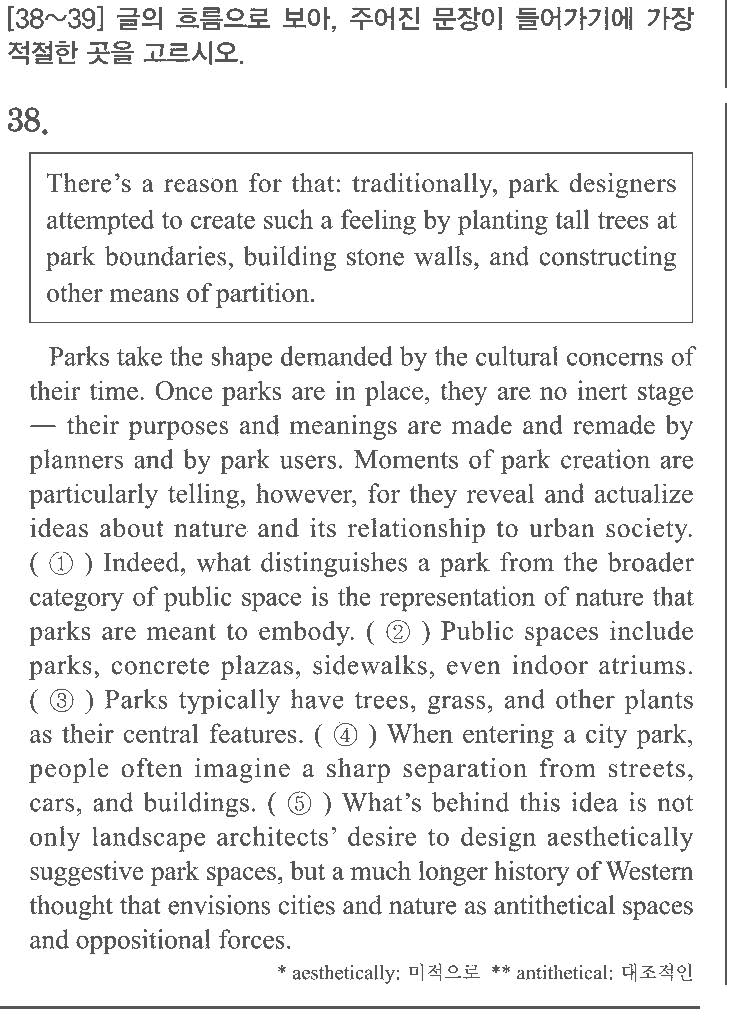 [38～39] 글의 흐름으로 보아, 주어진 문장이 들어가기에 가장
적절한 곳을 고르시오.
38.
There’s a reason for that: traditionally, park designers
attempted to create such a feeling by planting tall trees at
park boundaries, building stone walls, and constructing
other means of partition.
Parks take the shape demanded by the cultural concerns of
their time. Once parks are in place, they are no inert stage
— their purposes and meanings are made and remade by
planners and by park users. Moments of park creation are
particularly telling, however, for they reveal and actualize
ideas about nature and its relationship to urban society.
( ① ) Indeed, what distinguishes a park from the broader
category of public space is the representation of nature that
parks are meant to embody. ( ② ) Public spaces include
parks, concrete plazas, sidewalks, even indoor atriums.
( ③ ) Parks typically have trees, grass, and other plants
as their central features. ( ④ ) When entering a city park,
people often imagine a sharp separation from streets,
cars, and buildings. ( ⑤ ) What’s behind this idea is not
only landscape architects’ desire to design aesthetically
suggestive park spaces, but a much longer history of Western
thought that envisions cities and nature as antithetical spaces
and oppositional forces.
* aesthetically: 미적으로 ** antithetical: 대조적인